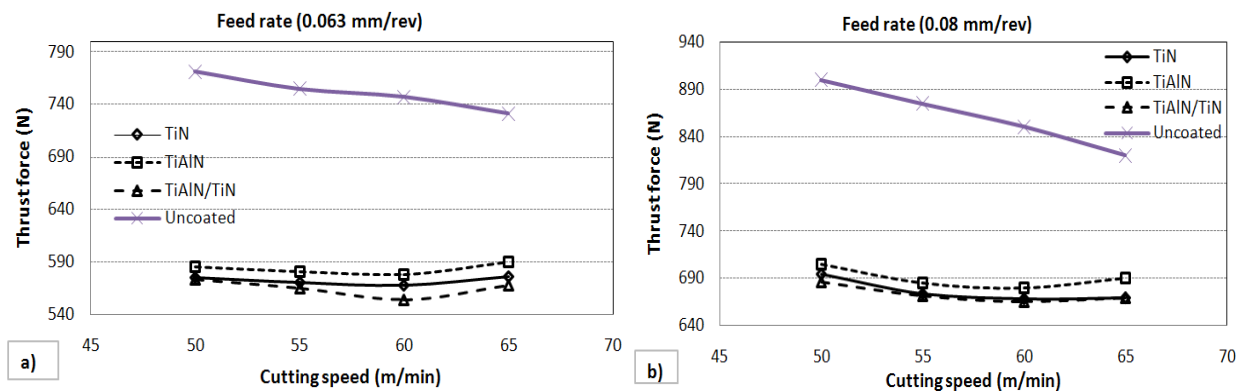 Feed rate (0.063 mm/rev)
790
740
690
640
590
540
Thrust force (N)
TiN
TiAlN
TiAlN/TiN
Uncoated
45
50
55
60
65
70
Cutting speed (m/min)
a)
Feed rate (0.08 mm/rev)
940
890
840
790
740
690
640
Thrust force (N)
TiN
TiAlN
TiAlN/TiN
Uncoated
45
50
55
60
65
70
Cutting speed (m/min)
b)